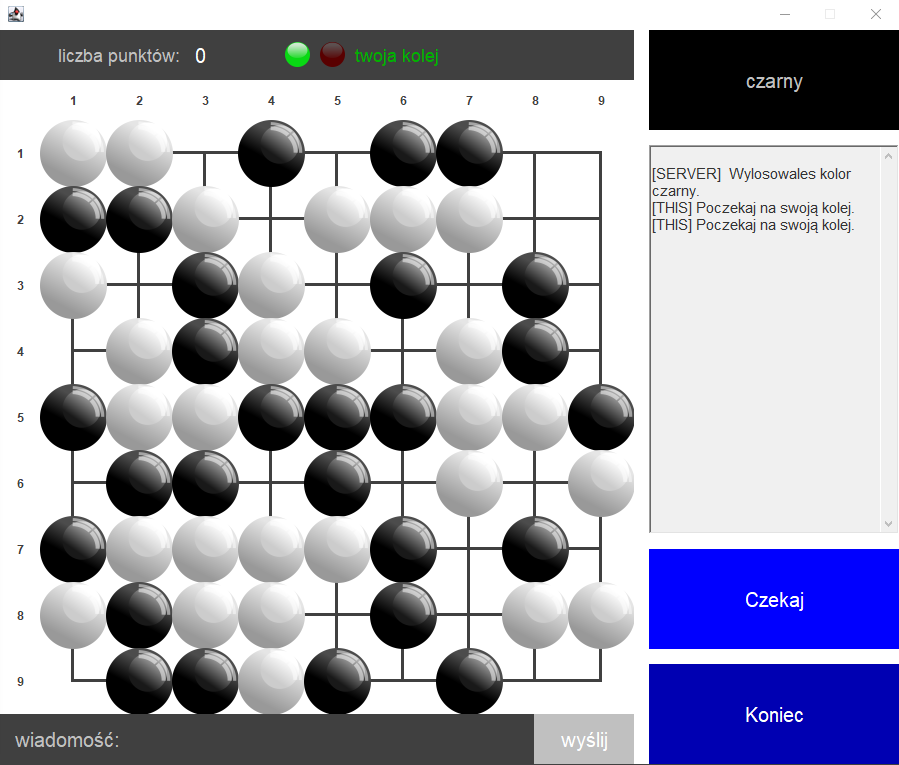 liczba punktów: 0 twoja kolej
czarny
1 2 3 4 5 6 7 8 9
1
2
3
4
5
6
7
8
9
[SERVER]  Wylosowales kolor
czarny.
[THIS] Poczekaj na swoją kolej.
[THIS] Poczekaj na swoją kolej.
Czekaj
Koniec
wiadomość:
wyślij